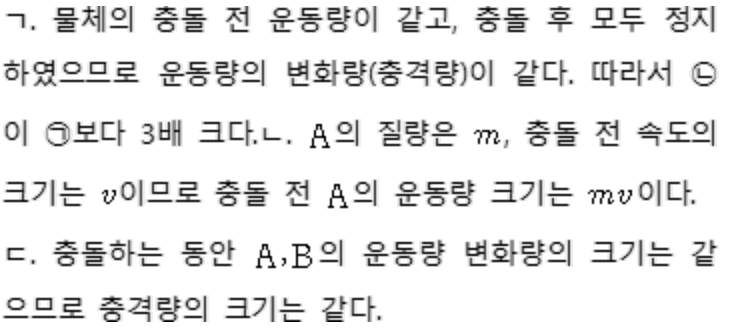 ㄱ. 물체의 충돌 전 운동량이 같고, 충돌 후 모두 정지
하였으므로 운동량의 변화량(충격량)이 같다. 따라서 ㉡
이 ㉠보다 3배 크다.ㄴ. A의 질량은 m, 충돌 전 속도의
크기는 v이므로 충돌 전 A의 운동량 크기는 mv이다.
ㄷ. 충돌하는 동안 A,B의 운동량 변화량의 크기는 같
으므로 충격량의 크기는 같다.